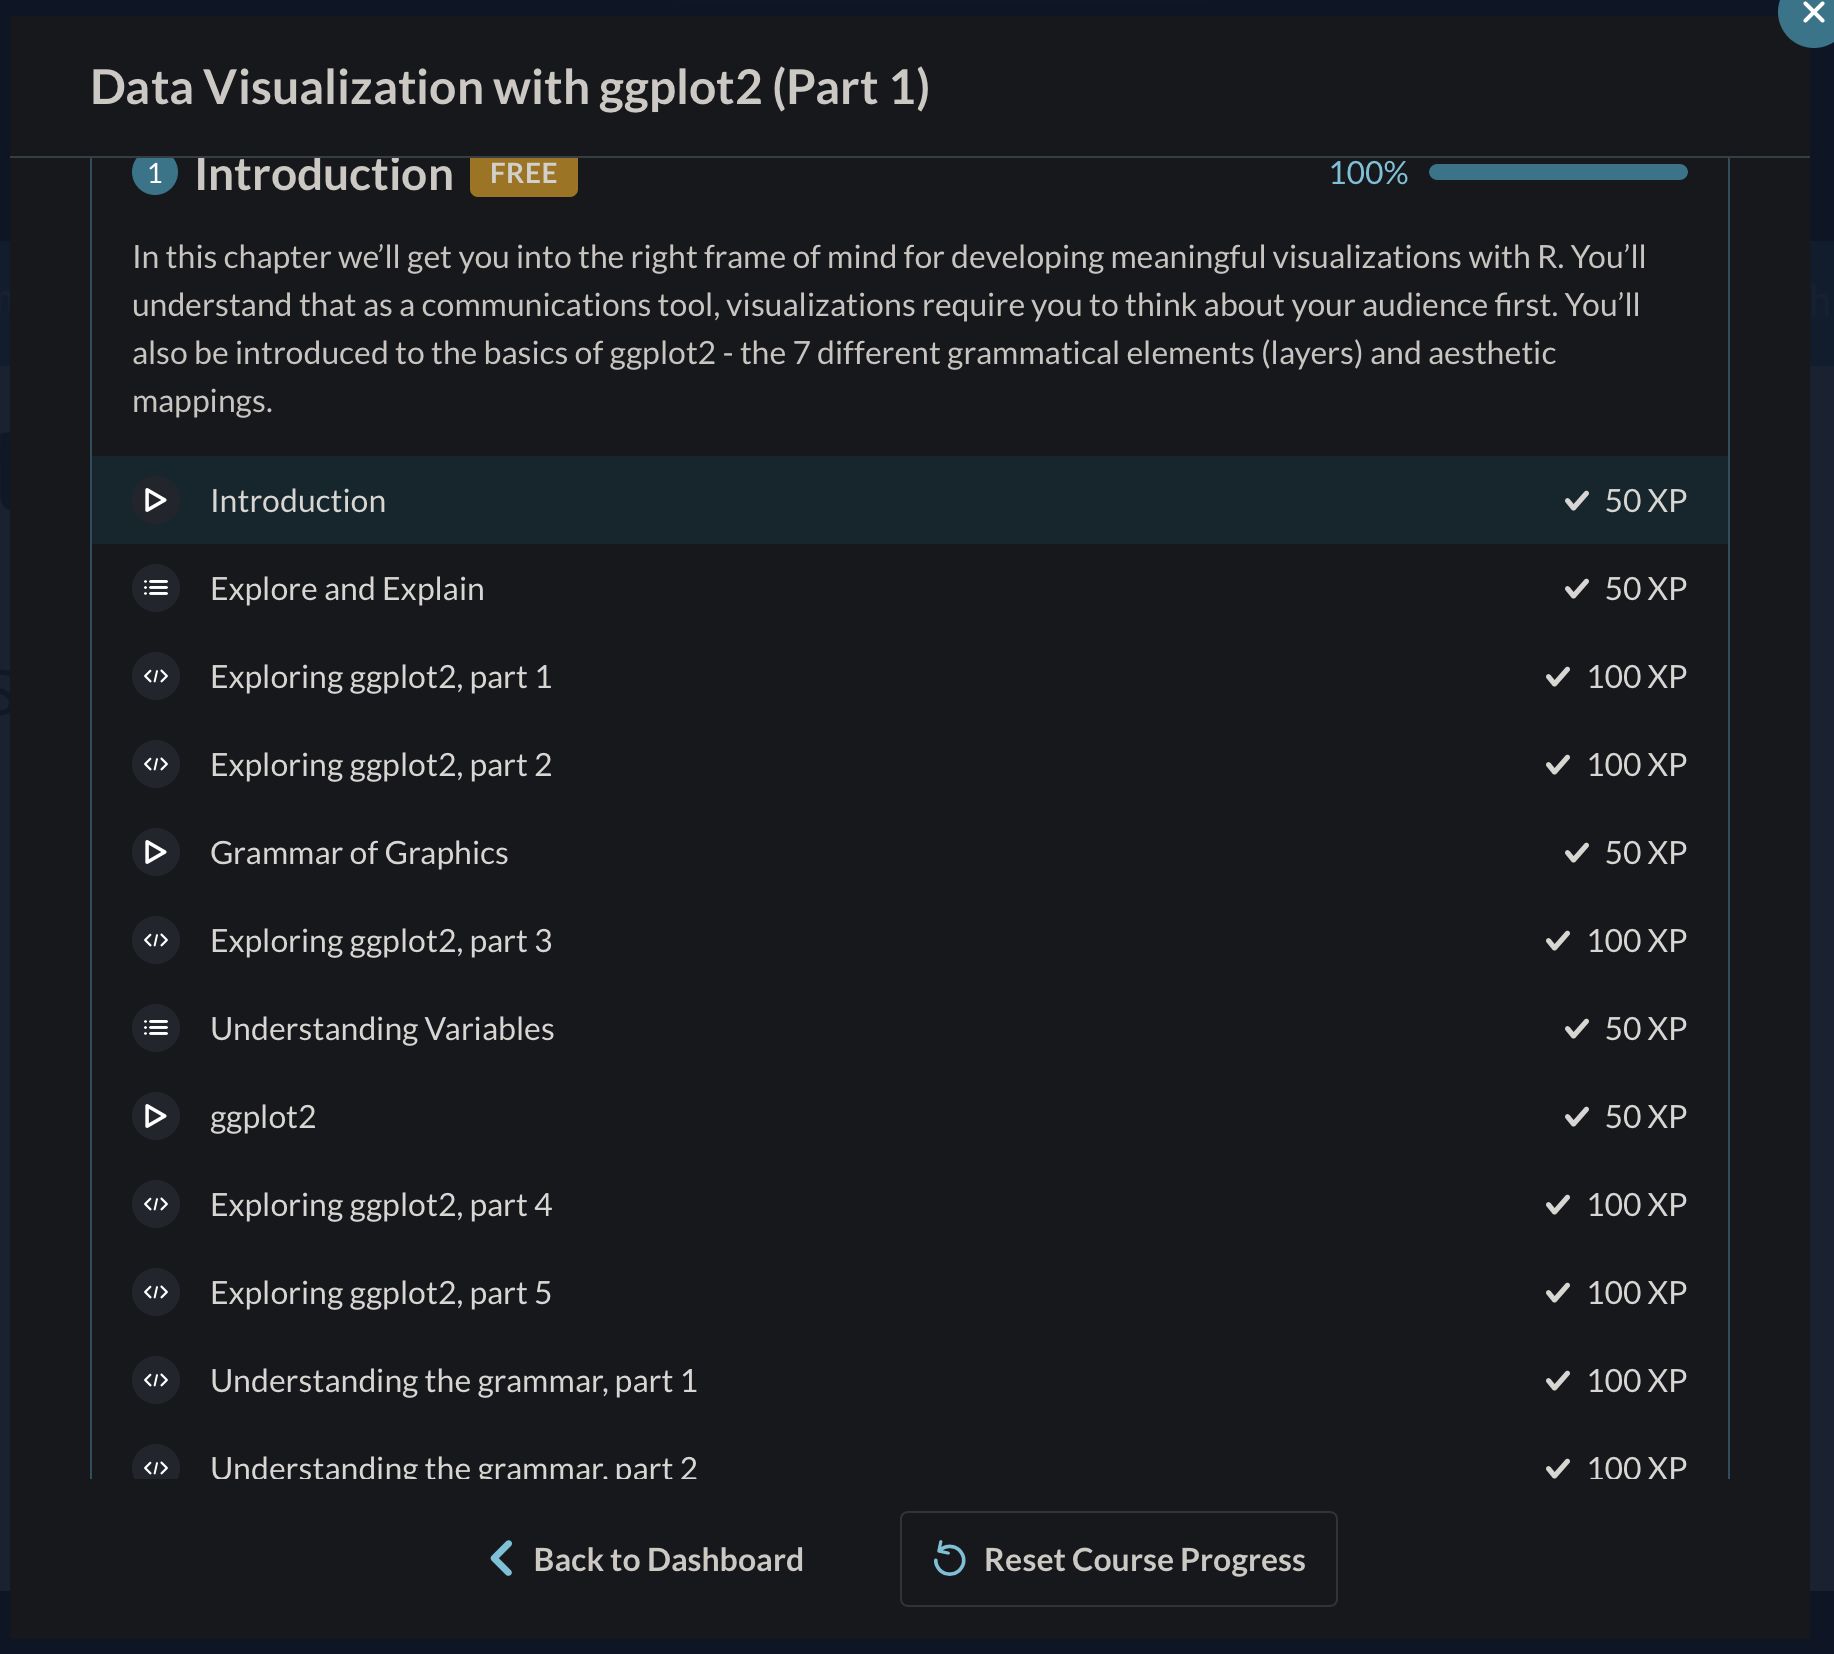 Data Visualization with ggplot2 (Part 1)
1 Introduction FREE 100%
In this chapter we’ll get you into the right frame of mind for developing meaningful visualizations with R. You’ll
understand that as a communications tool, visualizations require you to think about your audience first. You’ll
also be introduced to the basics of ggplot2 - the 7 different grammatical elements (layers) and aesthetic
mappings.
Introduction 50 XP
Explore and Explain 50 XP
Exploring ggplot2, part 1 100 XP
Exploring ggplot2, part 2 100 XP
Grammar of Graphics 50 XP
Exploring ggplot2, part 3 100 XP
Understanding Variables 50 XP
ggplot2 50 XP
Exploring ggplot2, part 4 100 XP
Exploring ggplot2, part 5 100 XP
Understanding the grammar, part 1 100 XP
Understanding the grammar, part 2 100 XP
Back to Dashboard Reset Course Progress